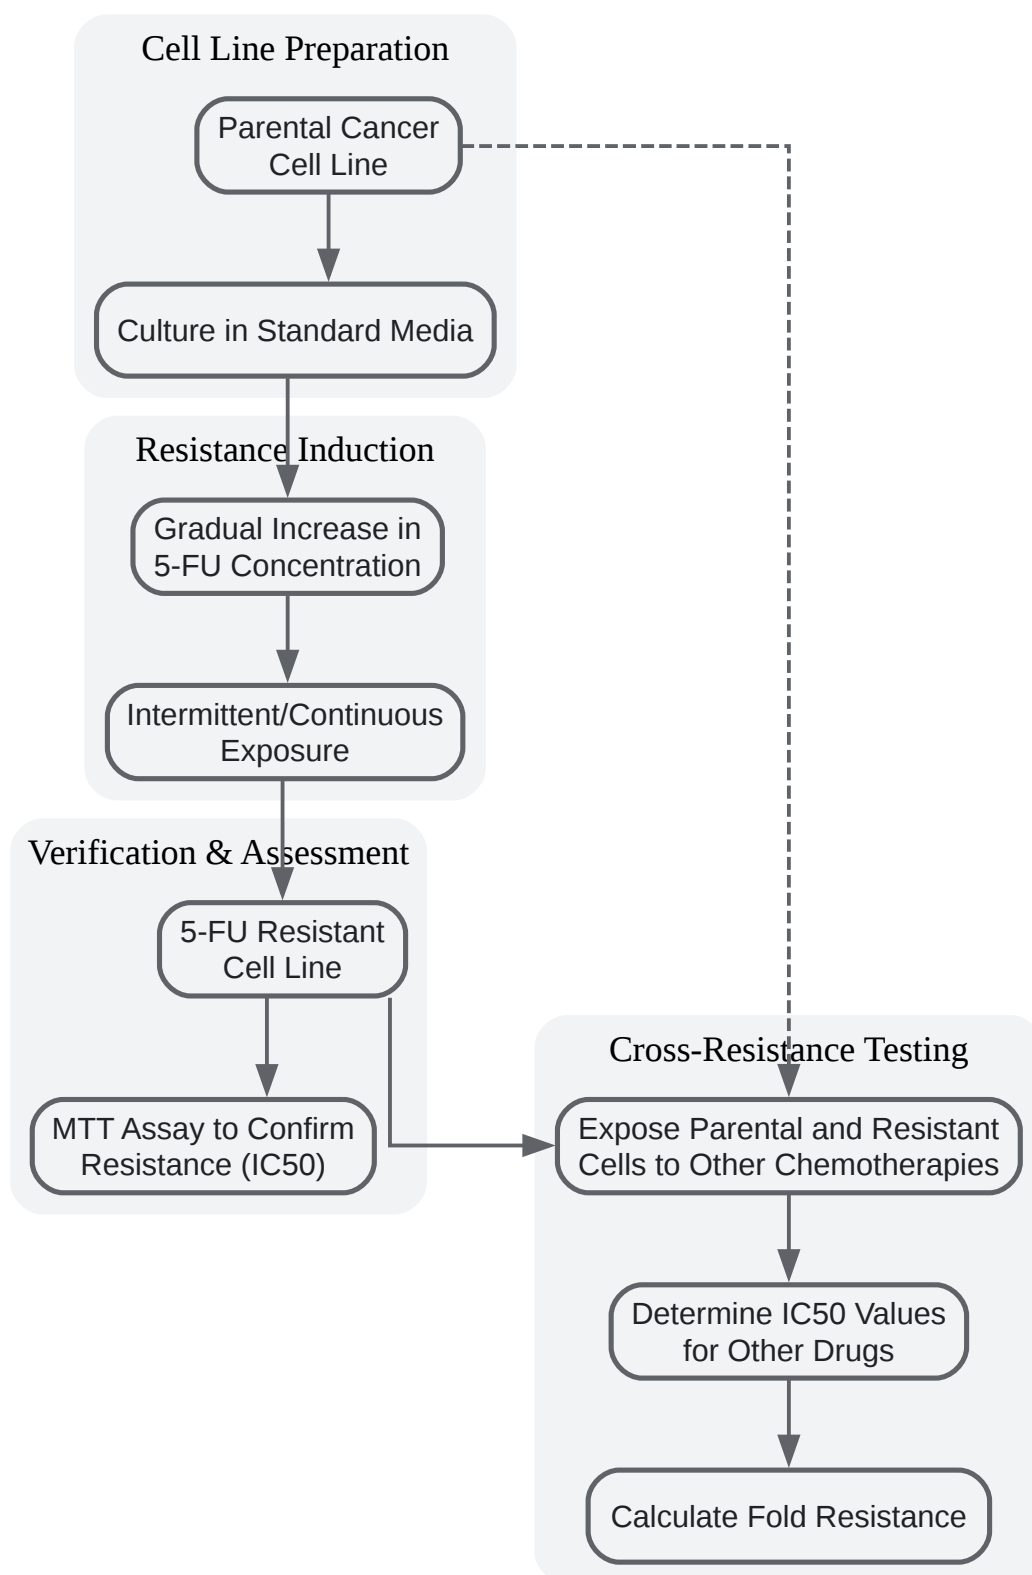 Cell Line Preparation
Parental Cancer
Cell Line
Culture in Standard Media
Resistance Induction
Gradual Increase in
5-FU Concentration
Intermittent/Continuous
Exposure
Verification & Assessment
5-FU Resistant
Cell Line
MTT Assay to Confirm
Resistance (IC50)
Cross-Resistance Testing
Expose Parental and Resistant
Cells to Other Chemotherapies
Determine IC50 Values
for Other Drugs
Calculate Fold Resistance